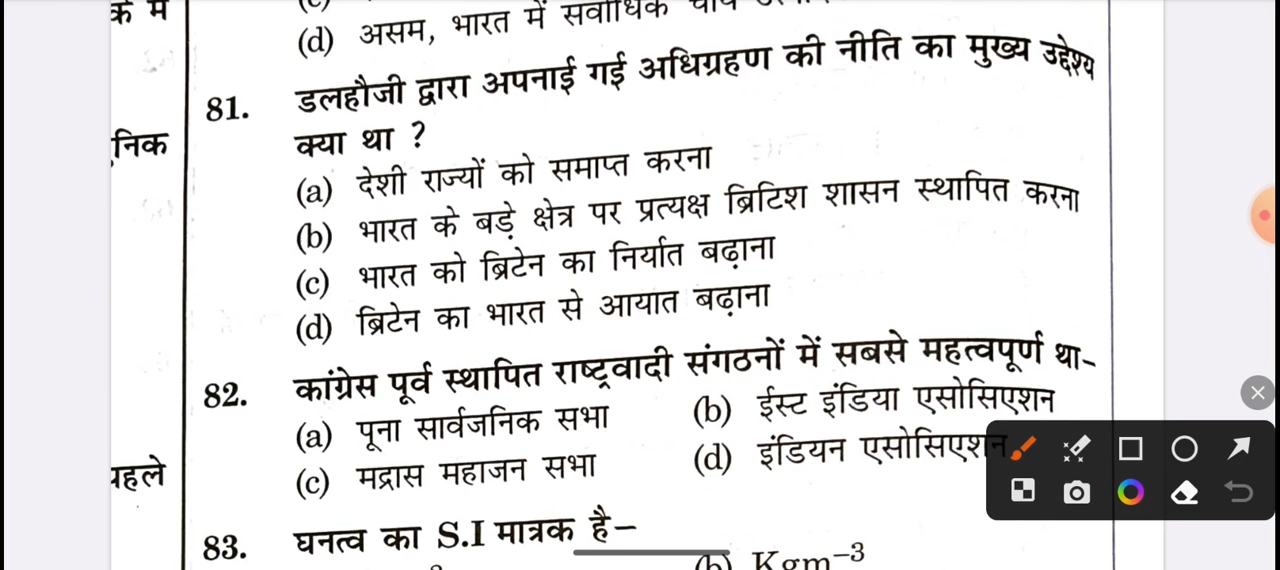 के में
(d) असम, भारत में सर्वाधिक चाय
81. डलहौजी द्वारा अपनाई गई अधिग्रहण की नीति का मुख्य उद्देश्य
क्या था ?
निक
(a) देशी राज्यों को समाप्त करना
(b) भारत के बड़े क्षेत्र पर प्रत्यक्ष ब्रिटिश शासन स्थापित करना
(c) भारत को ब्रिटेन का निर्यात बढ़ाना
(d) ब्रिटेन का भारत से आयात बढ़ाना
82. कांग्रेस पूर्व स्थापित राष्ट्रवादी संगठनों में सबसे महत्वपूर्ण था-
(a) पूना सार्वजनिक सभा (b) ईस्ट इंडिया एसोसिएशन
(c) मद्रास महाजन सभा (d) इंडियन एसोसिएशन
पहले
83. घनत्व का S.I मात्रक है-
(b) Kgm⁻³